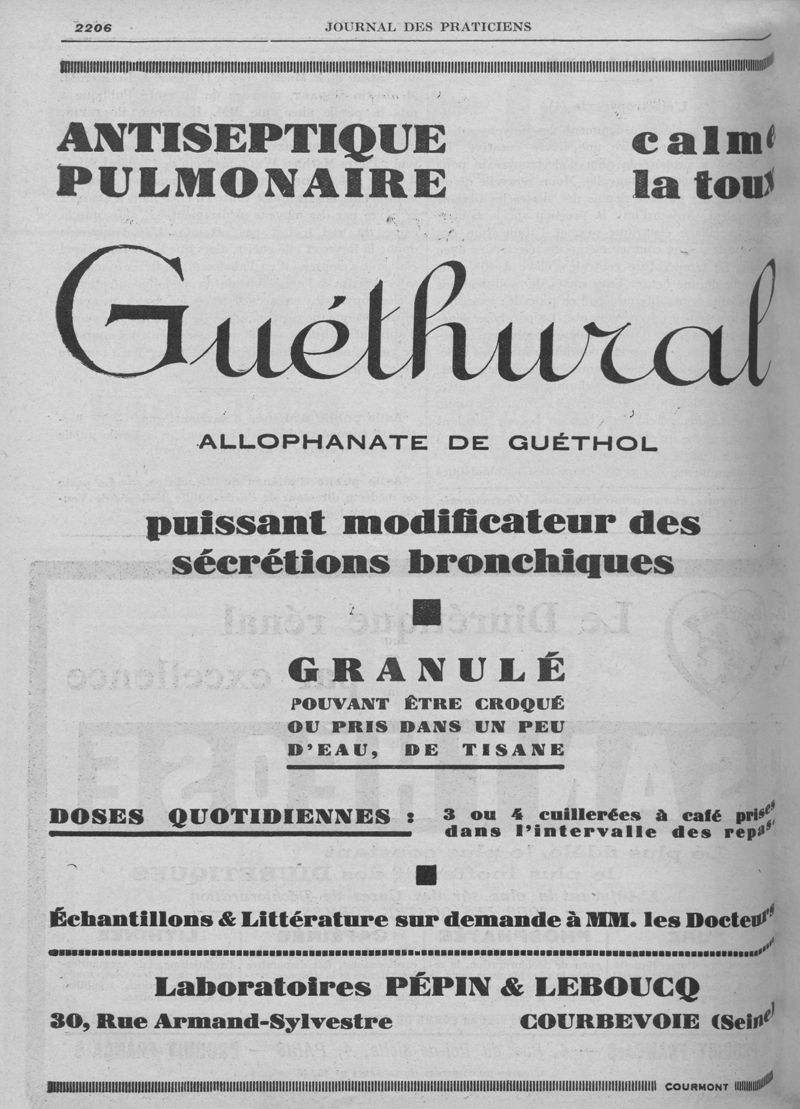 2206
JOURNAL DES PRATICIENS
ANTISEPTIQUE
PULMONAIRE
calme
la toux
Guéthural
ALLOPHANATE DE GUÉTHOL
puissant modificateur des
sécrétions bronchiques
GRANULÉ
POUVANT ÊTRE CROQUÉ
OU PRIS DANS UN PEU
D'EAU, DE TISANE
DOSES QUOTIDIENNES :
3 ou 4 cuillerées à café prises
dans l'intervalle des repas.
Échantillons & Littérature sur demande à MM. les Docteurs
Laboratoires PÉPIN & LEBOUCQ
30, Rue Armand-Sylvestre
COURBEVOIE (Seine)
COURMONT